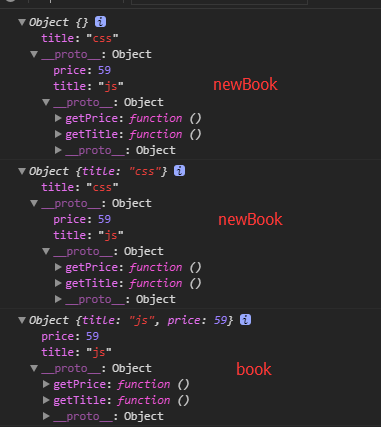 Object {}
title: "css"
__proto__: Object
price: 59
title: "js"
newBook
__proto__: Object
getPrice: function ()
getTitle: function ()
__proto__: Object
Object {title: "css"}
title: "css"
__proto__: Object
price: 59
newBook
title: "js"
__proto__: Object
getPrice: function ()
getTitle: function ()
__proto__: Object
Object {title: "js", price: 59}
price: 59
title: "js"
__proto__: Object
book
getPrice: function ()
getTitle: function ()
__proto__: Object